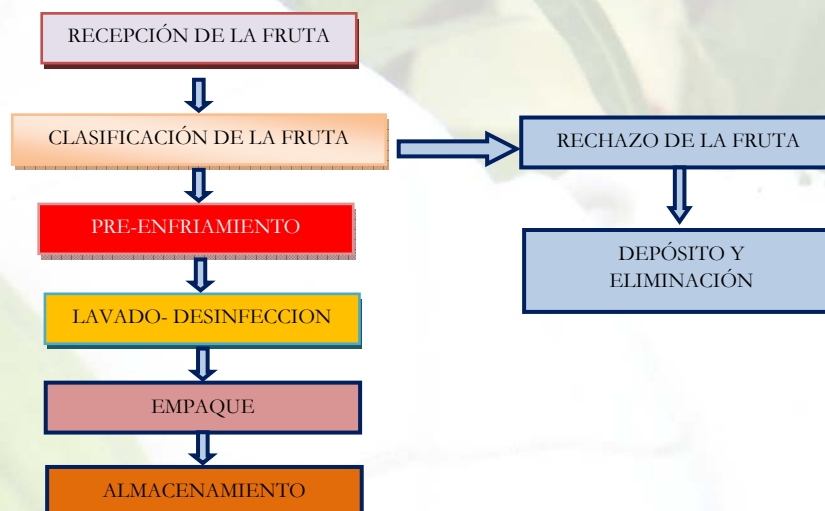 RECEPCIÓN DE LA FRUTA
CLASIFICACIÓN DE LA FRUTA
RECHAZO DE LA FRUTA
PRE-ENFRIAMIENTO
DEPÓSITO Y
ELIMINACIÓN
LAVADO- DESINFECCION
EMPAQUE
ALMACENAMIENTO